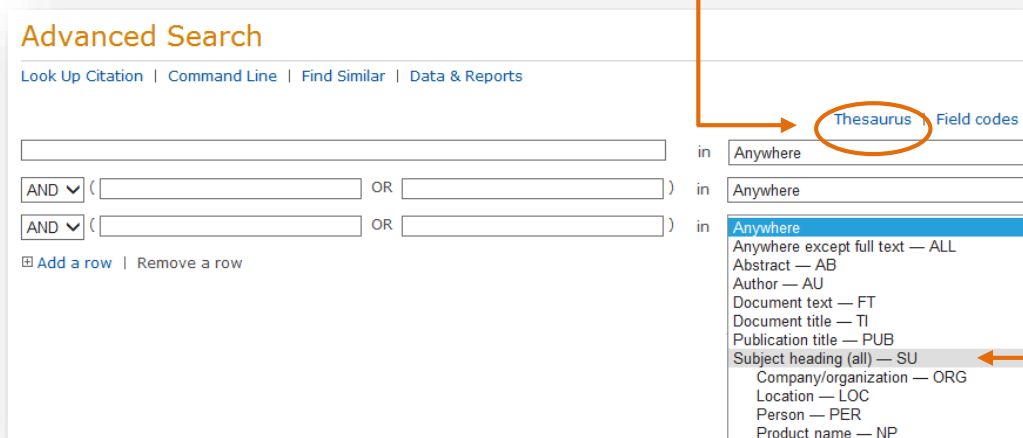 Advanced Search
Look Up Citation | Command Line | Find Similar | Data & Reports
Thesaurus | Field codes
in Anywhere
AND ( OR ) in Anywhere
AND ( OR ) in Anywhere
Anywhere except full text — ALL
Abstract — AB
Author — AU
Document text — FT
Document title — TI
Publication title — PUB
Subject heading (all) — SU
Company/organization — ORG
Location — LOC
Person — PER
Product name — NP
Add a row | Remove a row